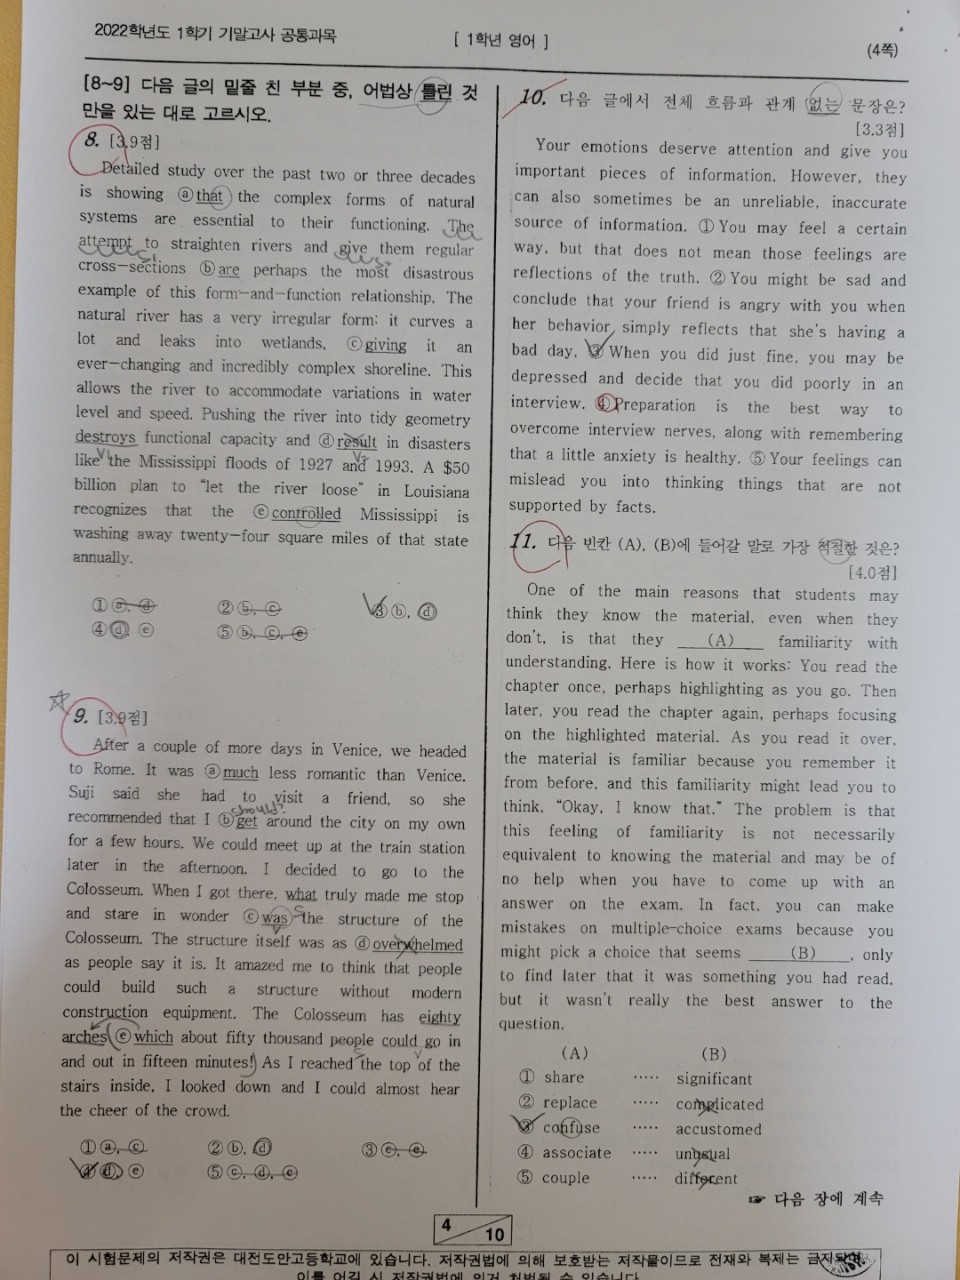 2022학년도 1학기 기말고사 공통과목
[ 1학년 영어 ]
(4쪽)
[8~9] 다음 글의 밑줄 친 부분 중, 어법상 틀린 것
만을 있는 대로 고르시오.
8. [3.9점]
Detailed study over the past two or three decades
is showing ⓐthat the complex forms of natural
systems are essential to their functioning. The
attempt to straighten rivers and give them regular
cross-sections ⓑare perhaps the most disastrous
example of this form-and-function relationship. The
natural river has a very irregular form: it curves a
lot and leaks into wetlands, ⓒgiving it an
ever-changing and incredibly complex shoreline. This
allows the river to accommodate variations in water
level and speed. Pushing the river into tidy geometry
destroys functional capacity and ⓓresult in disasters
like the Mississippi floods of 1927 and 1993. A $50
billion plan to “let the river loose” in Louisiana
recognizes that the ⓔcontrolled Mississippi is
washing away twenty-four square miles of that state
annually.
① ⓐ, ⓓ ② ⓑ, ⓒ ③ ⓑ, ⓓ
④ ⓓ, ⓔ ⑤ ⓑ, ⓒ, ⓔ
9. [3.9점]
After a couple of more days in Venice, we headed
to Rome. It was ⓐmuch less romantic than Venice.
Suji said she had to visit a friend, so she
should
recommended that I ⓑget around the city on my own
for a few hours. We could meet up at the train station
later in the afternoon. I decided to go to the
Colosseum. When I got there, what truly made me stop
and stare in wonder ⓒwas the structure of the
Colosseum. The structure itself was as ⓓoverwhelmed
as people say it is. It amazed me to think that people
could build such a structure without modern
construction equipment. The Colosseum has eighty
arches ⓔwhich about fifty thousand people could go in
and out in fifteen minutes! As I reached the top of the
stairs inside, I looked down and I could almost hear
the cheer of the crowd.
① ⓐ, ⓒ ② ⓑ, ⓓ ③ ⓒ, ⓔ
④ ⓓ, ⓔ ⑤ ⓒ, ⓓ, ⓔ
10. 다음 글에서 전체 흐름과 관계 없는 문장은?
[3.3점]
Your emotions deserve attention and give you
important pieces of information. However, they
can also sometimes be an unreliable, inaccurate
source of information. ① You may feel a certain
way, but that does not mean those feelings are
reflections of the truth. ② You might be sad and
conclude that your friend is angry with you when
her behavior simply reflects that she's having a
bad day. ③ When you did just fine, you may be
depressed and decide that you did poorly in an
interview. ④ Preparation is the best way to
overcome interview nerves, along with remembering
that a little anxiety is healthy. ⑤ Your feelings can
mislead you into thinking things that are not
supported by facts.
11. 다음 빈칸 (A), (B)에 들어갈 말로 가장 적절한 것은?
[4.0점]
One of the main reasons that students may
think they know the material, even when they
don't, is that they (A) familiarity with
understanding. Here is how it works: You read the
chapter once, perhaps highlighting as you go. Then
later, you read the chapter again, perhaps focusing
on the highlighted material. As you read it over,
the material is familiar because you remember it
from before, and this familiarity might lead you to
think, “Okay, I know that.” The problem is that
this feeling of familiarity is not necessarily
equivalent to knowing the material and may be of
no help when you have to come up with an
answer on the exam. In fact, you can make
mistakes on multiple-choice exams because you
might pick a choice that seems (B), only
to find later that it was something you had read,
but it wasn't really the best answer to the
question.
(A) (B)
① share ····· significant
② replace ····· complicated
③ confuse ····· accustomed
④ associate ····· unusual
⑤ couple ····· different
☞ 다음 장에 계속
4 / 10
이 시험문제의 저작권은 대전도안고등학교에 있습니다. 저작권법에 의해 보호받는 저작물이므로 전재와 복제는 금지되며,
이를 어길 시 저작권법에 의거 처벌될 수 있습니다.